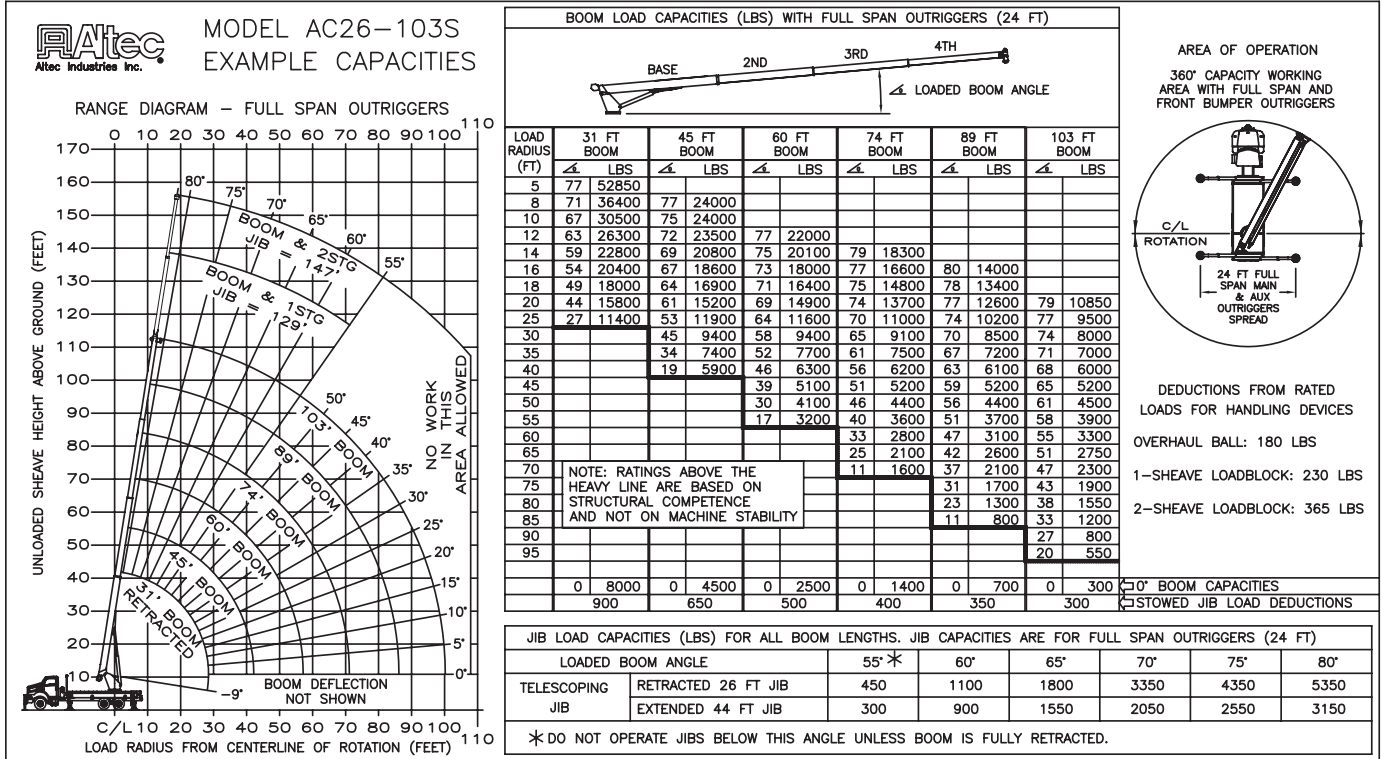 Altec
Altec Industries Inc.
MODEL AC26-103S
EXAMPLE CAPACITIES
RANGE DIAGRAM - FULL SPAN OUTRIGGERS
0 10 20 30 40 50 60 70 80 90 100 110
170
160
150
140
130
120
110
100
90
80
70
60
50
40
30
20
10
UNLOADED SHEAVE HEIGHT ABOVE GROUND (FEET)
80°
75°
70°
65°
60°
55°
BOOM & 2STG
JIB = 147'
BOOM & 1STG
JIB = 129'
50°
45°
40°
35°
30°
25°
20°
15°
10°
5°
0°
-9°
103' BOOM
89' BOOM
74' BOOM
60' BOOM
45' BOOM
31' BOOM
RETRACTED
NO WORK
IN THIS
AREA ALLOWED
BOOM DEFLECTION
NOT SHOWN
C/L 10 20 30 40 50 60 70 80 90 100 110
LOAD RADIUS FROM CENTERLINE OF ROTATION (FEET)
BOOM LOAD CAPACITIES (LBS) WITH FULL SPAN OUTRIGGERS (24 FT)
BASE 2ND 3RD 4TH
LOADED BOOM ANGLE
LOAD RADIUS (FT) 31 FT BOOM 45 FT BOOM 60 FT BOOM 74 FT BOOM 89 FT BOOM 103 FT BOOM
∡ LBS ∡ LBS ∡ LBS ∡ LBS ∡ LBS ∡ LBS
5 77 52850
8 71 36400 77 24000
10 67 30500 75 24000
12 63 26300 72 23500 77 22000
14 59 22800 69 20800 75 20100 79 18300
16 54 20400 67 18600 73 18000 77 16600 80 14000
18 49 18000 64 16900 71 16400 75 14800 78 13400
20 44 15800 61 15200 69 14900 74 13700 77 12600 79 10850
25 27 11400 53 11900 64 11600 70 11000 74 10200 77 9500
30 45 9400 58 9400 65 9100 70 8500 74 8000
35 34 7400 52 7700 61 7500 67 7200 71 7000
40 19 5900 46 6300 56 6200 63 6100 68 6000
45 39 5100 51 5200 59 5200 65 5200
50 30 4100 46 4400 56 4400 61 4500
55 17 3200 40 3600 51 3700 58 3900
60 33 2800 47 3100 55 3300
65 25 2100 42 2600 51 2750
70 11 1600 37 2100 47 2300
75 31 1700 43 1900
80 23 1300 38 1550
85 11 800 33 1200
90 27 800
95 20 550
NOTE: RATINGS ABOVE THE
HEAVY LINE ARE BASED ON
STRUCTURAL COMPETENCE
AND NOT ON MACHINE STABILITY
0 8000 0 4500 0 2500 0 1400 0 700 0 300 0° BOOM CAPACITIES
900 650 500 400 350 300 STOWED JIB LOAD DEDUCTIONS
AREA OF OPERATION
360° CAPACITY WORKING
AREA WITH FULL SPAN AND
FRONT BUMPER OUTRIGGERS
C/L
ROTATION
24 FT FULL
SPAN MAIN
& AUX
OUTRIGGERS
SPREAD
DEDUCTIONS FROM RATED
LOADS FOR HANDLING DEVICES
OVERHAUL BALL: 180 LBS
1-SHEAVE LOADBLOCK: 230 LBS
2-SHEAVE LOADBLOCK: 365 LBS
JIB LOAD CAPACITIES (LBS) FOR ALL BOOM LENGTHS. JIB CAPACITIES ARE FOR FULL SPAN OUTRIGGERS (24 FT)
LOADED BOOM ANGLE 55°* 60° 65° 70° 75° 80°
TELESCOPING JIB
RETRACTED 26 FT JIB 450 1100 1800 3350 4350 5350
EXTENDED 44 FT JIB 300 900 1550 2050 2550 3150
* DO NOT OPERATE JIBS BELOW THIS ANGLE UNLESS BOOM IS FULLY RETRACTED.